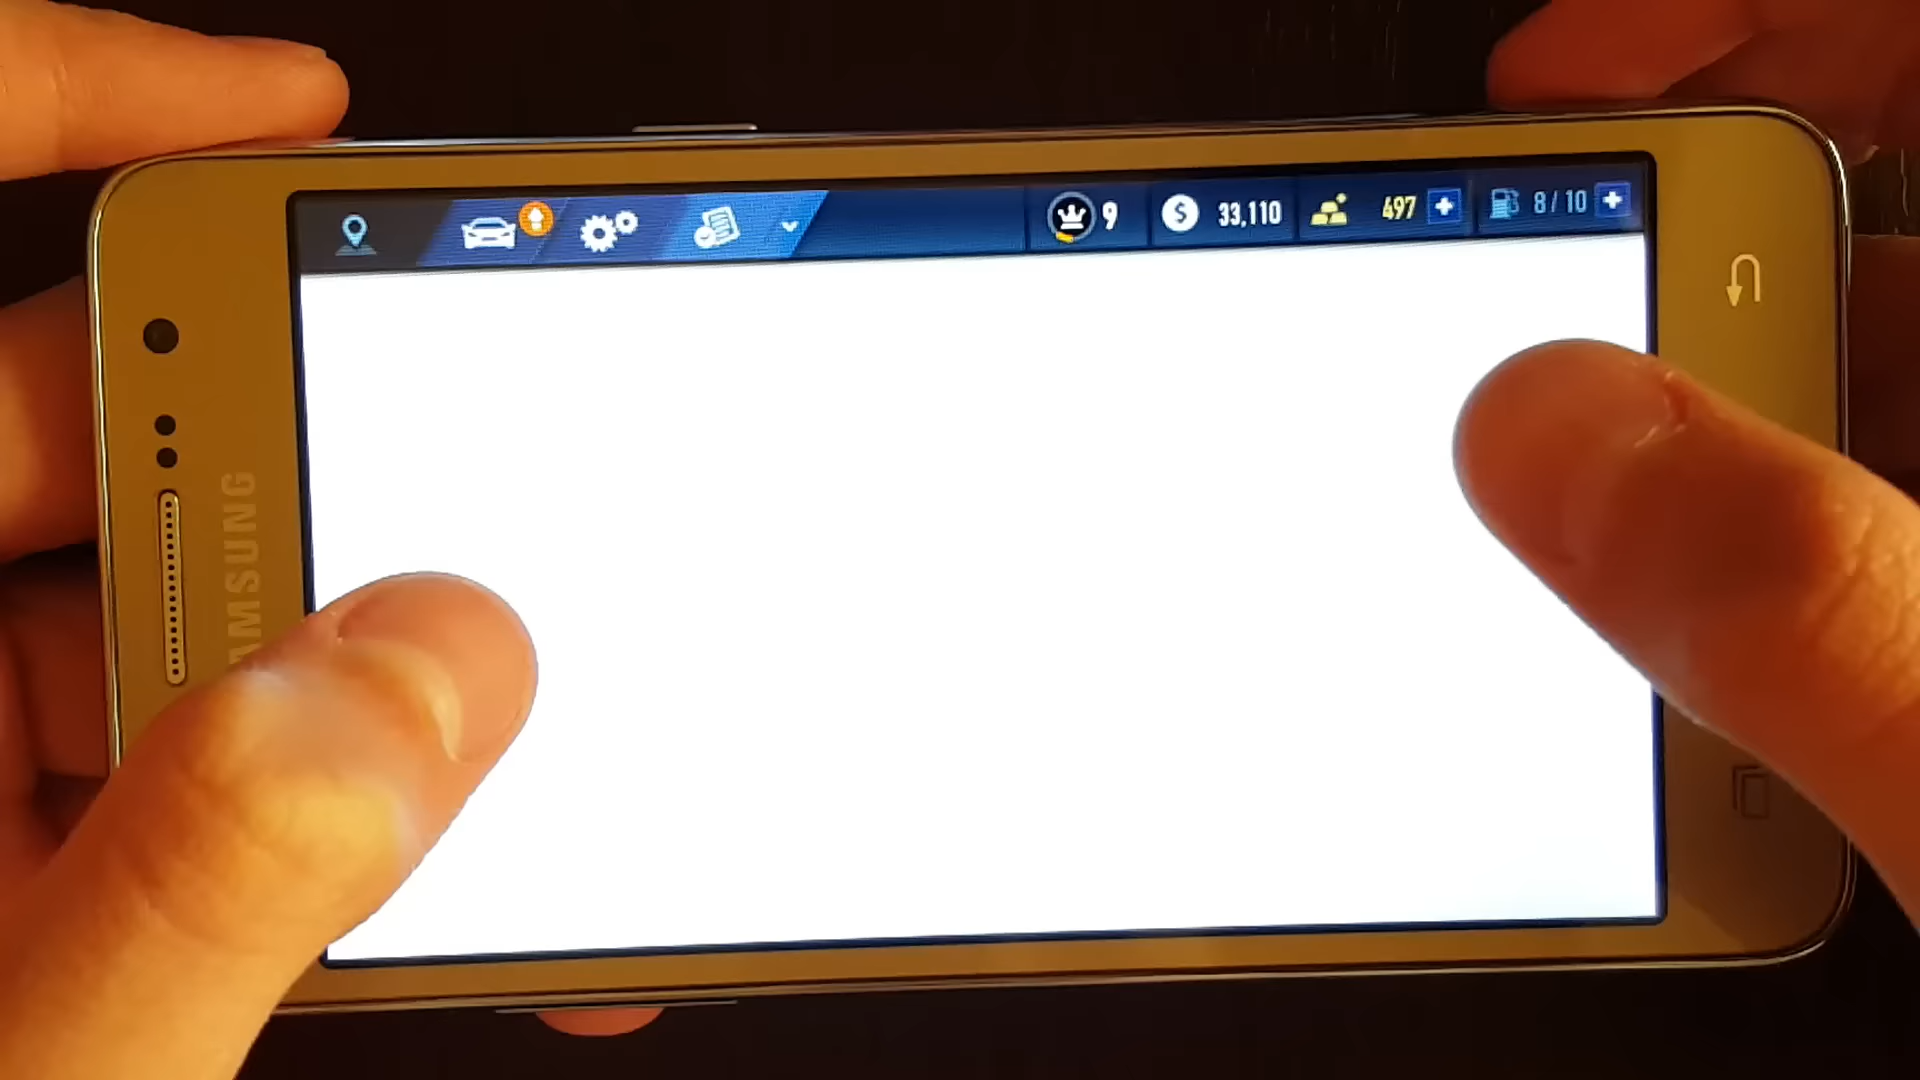 9
$ 33,110
497 +
8/10 +
SAMSUNG